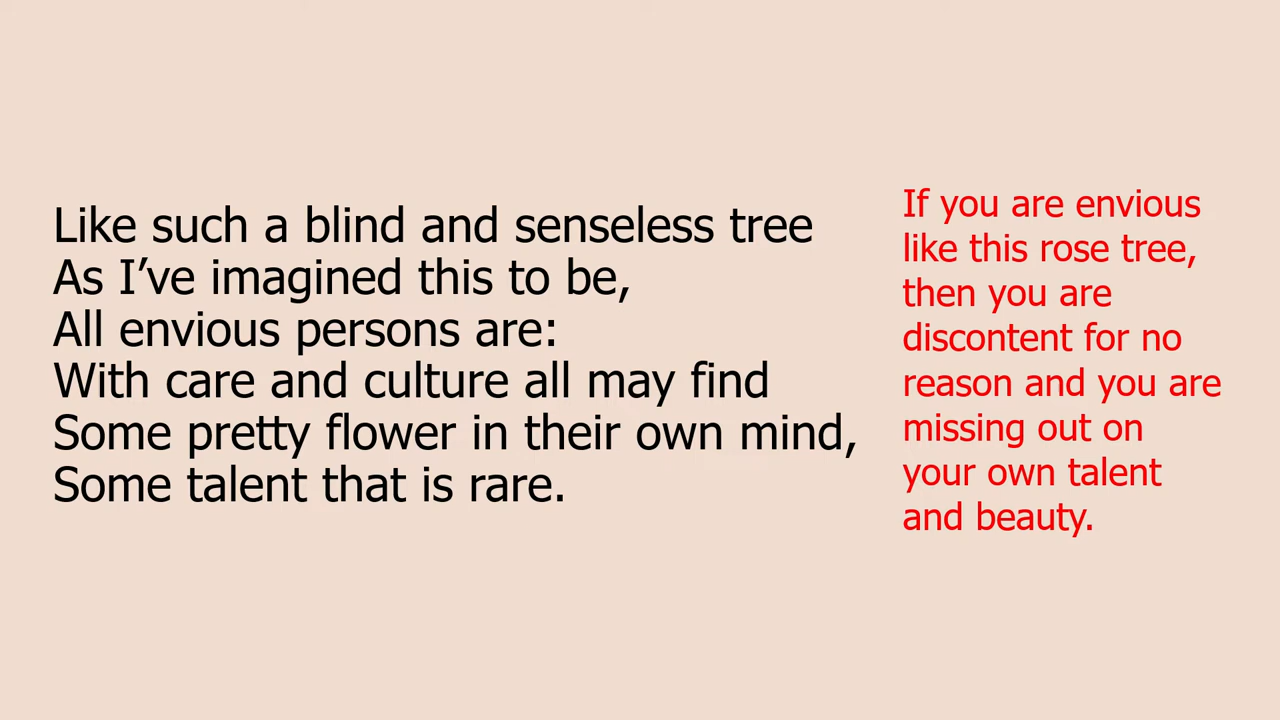 Like such a blind and senseless tree
As I’ve imagined this to be,
All envious persons are:
With care and culture all may find
Some pretty flower in their own mind,
Some talent that is rare.
If you are envious
like this rose tree,
then you are
discontent for no
reason and you are
missing out on
your own talent
and beauty.